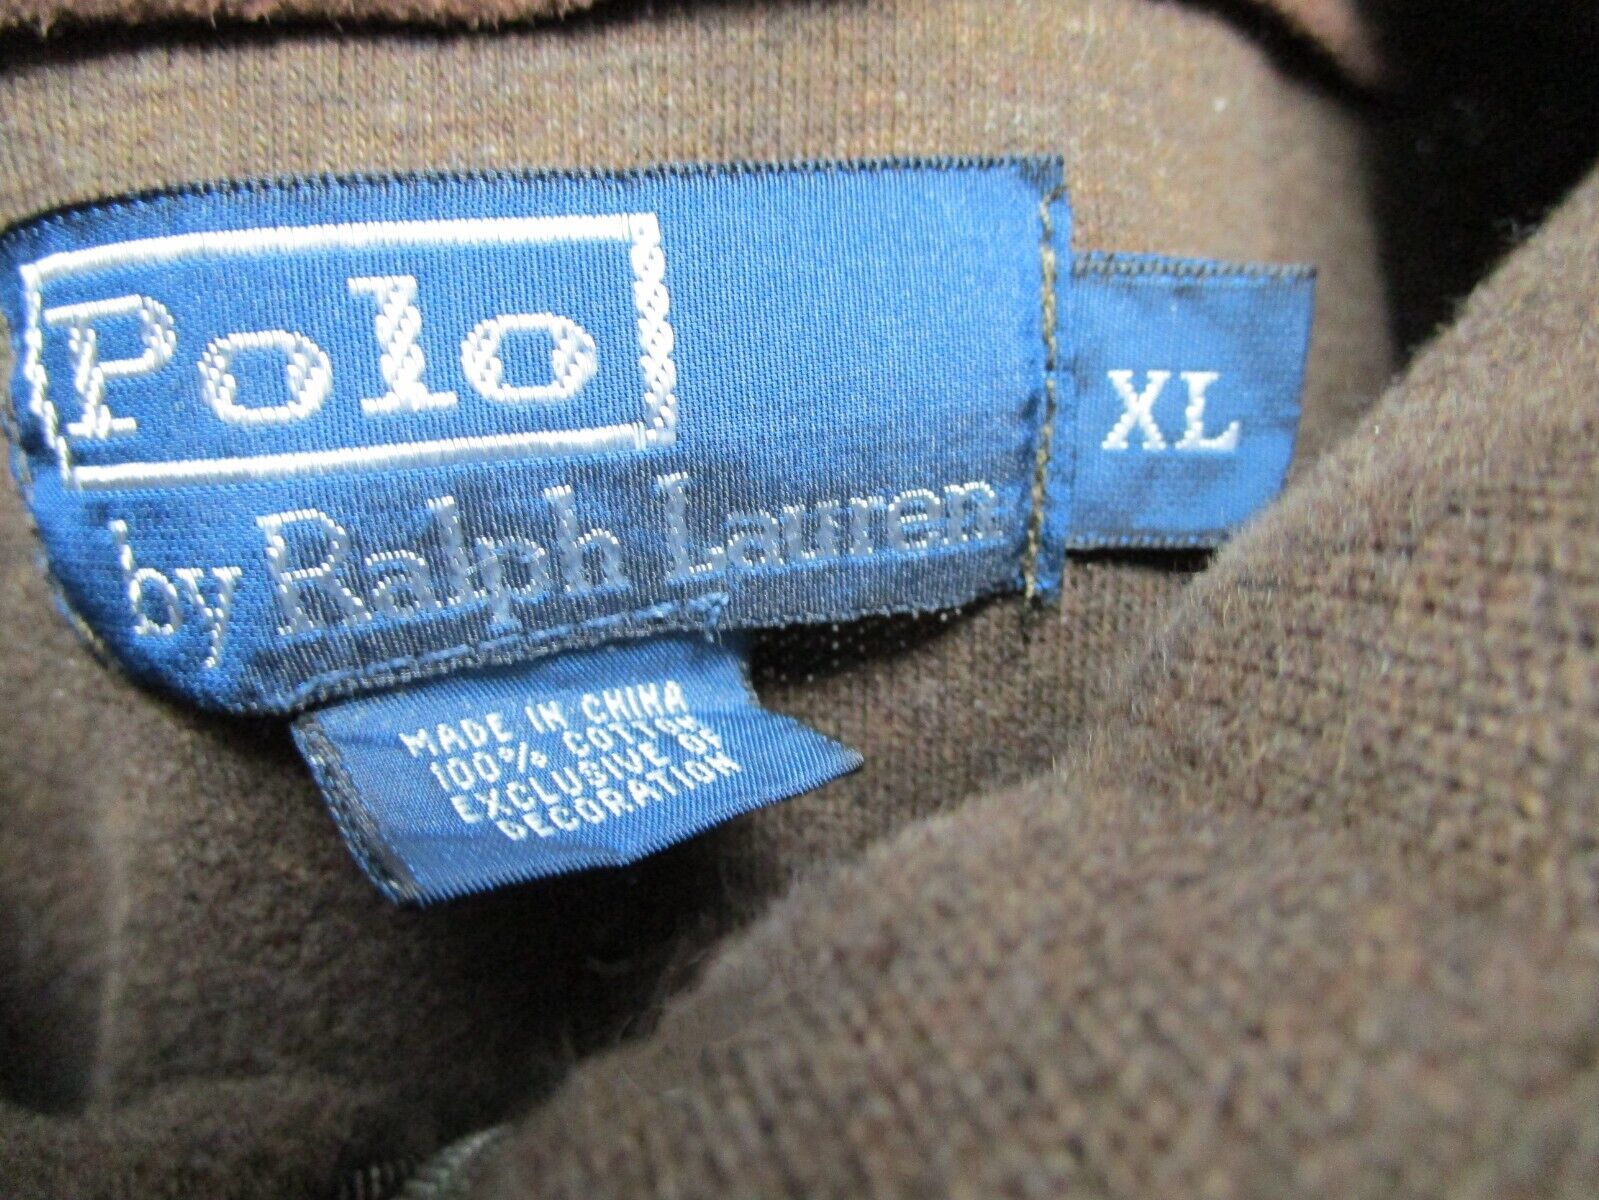 Polo
by Ralph Lauren
XL
MADE IN CHINA
100% COTTON
EXCLUSIVE OF
DECORATION